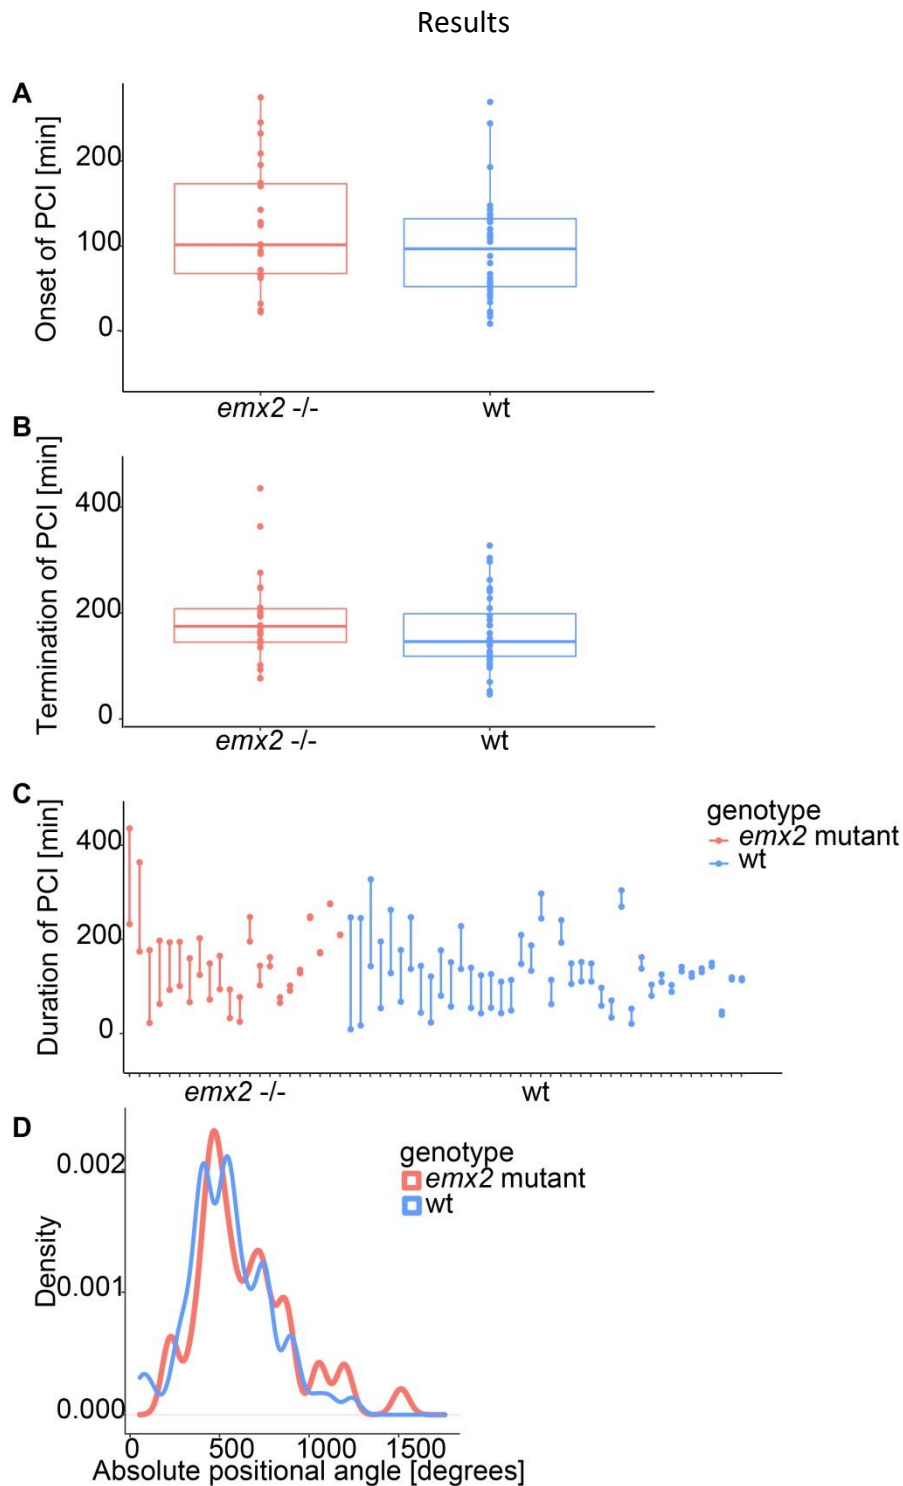 Results
A
Onset of PCI [min]
200
100
0
emx2 -/-
wt
B
Termination of PCI [min]
400
200
0
emx2 -/-
wt
C
Duration of PCI [min]
400
200
0
genotype
emx2 mutant
wt
emx2 -/-
wt
D
Density
0.002
0.001
0.000
genotype
emx2 mutant
wt
0 500 1000 1500
Absolute positional angle [degrees]